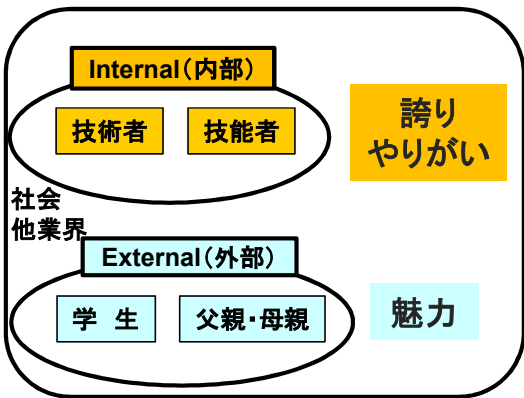 Internal(内部)
技術者
技能者
誇り
やりがい
社会
他業界
External(外部)
学 生
父親・母親
魅力